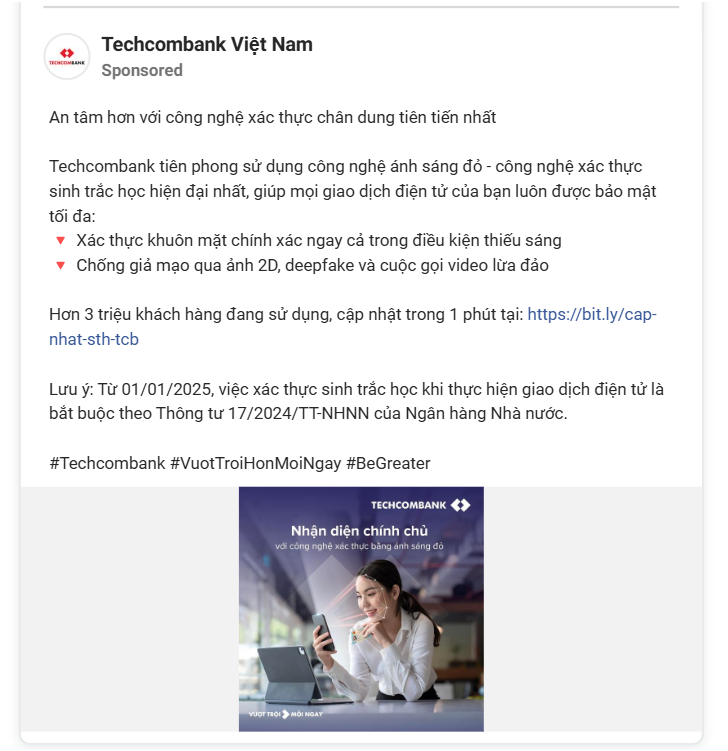 Techcombank Việt Nam
TECHCOMBANK
Sponsored
An tâm hơn với công nghệ xác thực chân dung tiên tiến nhất
Techcombank tiên phong sử dụng công nghệ ánh sáng đỏ - công nghệ xác thực
sinh trắc học hiện đại nhất, giúp mọi giao dịch điện tử của bạn luôn được bảo mật
tối đa:
🔻 Xác thực khuôn mặt chính xác ngay cả trong điều kiện thiếu sáng
🔻 Chống giả mạo qua ảnh 2D, deepfake và cuộc gọi video lừa đảo
Hơn 3 triệu khách hàng đang sử dụng, cập nhật trong 1 phút tại: https://bit.ly/cap-
nhat-sth-tcb
Lưu ý: Từ 01/01/2025, việc xác thực sinh trắc học khi thực hiện giao dịch điện tử là
bắt buộc theo Thông tư 17/2024/TT-NHNN của Ngân hàng Nhà nước.
#Techcombank #VuotTroiHonMoiNgay #BeGreater
TECHCOMBANK
Nhận diện chính chủ
với công nghệ xác thực bằng ánh sáng đỏ
VƯỢT TRỘI MỖI NGÀY